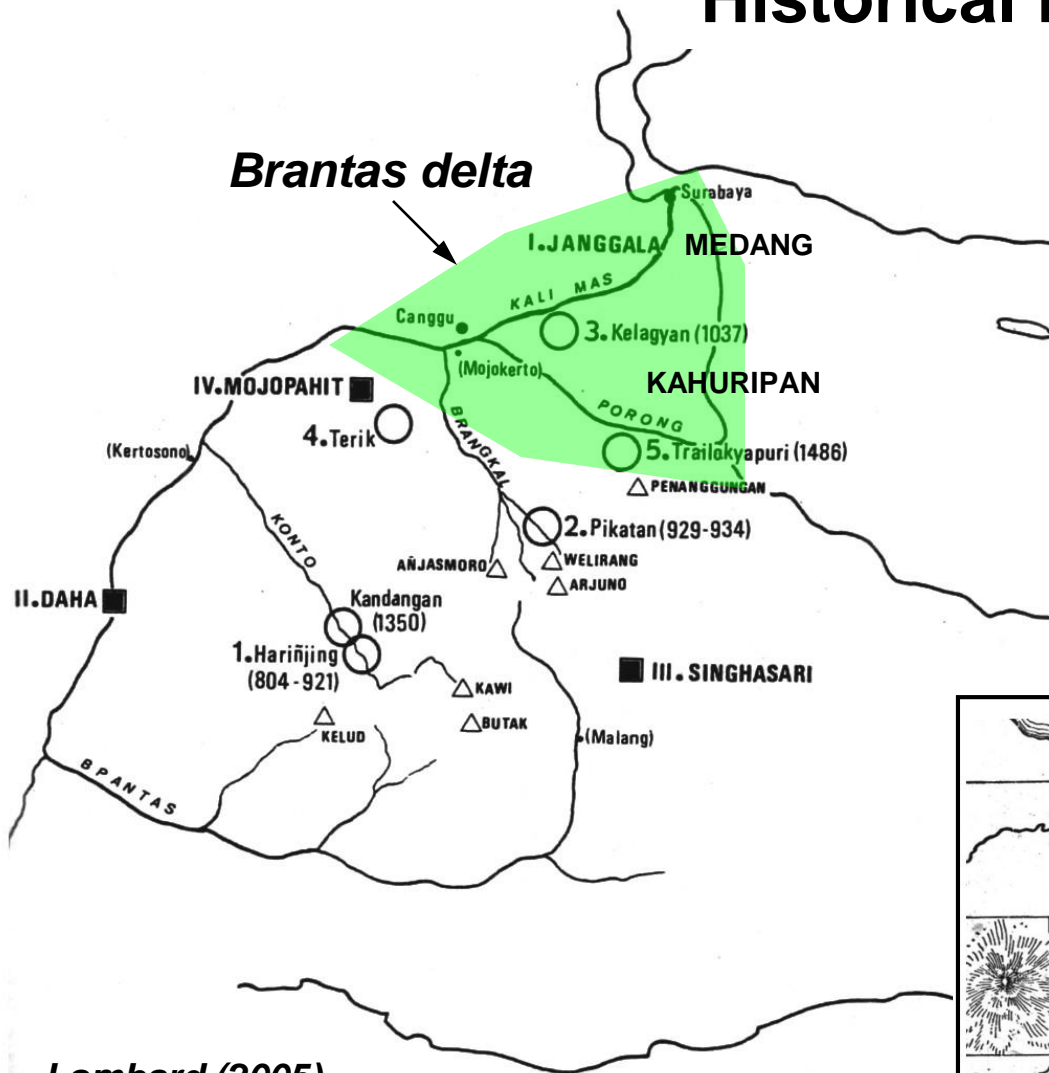 Historical
Brantas delta
Surabaya
I.JANGGALA
MEDANG
KALI MAS
Canggu
3.Kelagyan (1037)
(Mojokerto)
IV.MOJOPAHIT
KAHURIPAN
BRANGKAL
PORONG
4.Terik
(Kertosono)
5.Trailokyapuri (1486)
PENANGGUNGAN
KONTO
2.Pikatan (929-934)
AÑJASMORO
WELIRANG
ARJUNO
II.DAHA
Kandangan
(1350)
1.Hariñjing
(804-921)
III.SINGHASARI
KAWI
BUTAK
KELUD
(Malang)
BPANTAS
Lombard (2005)